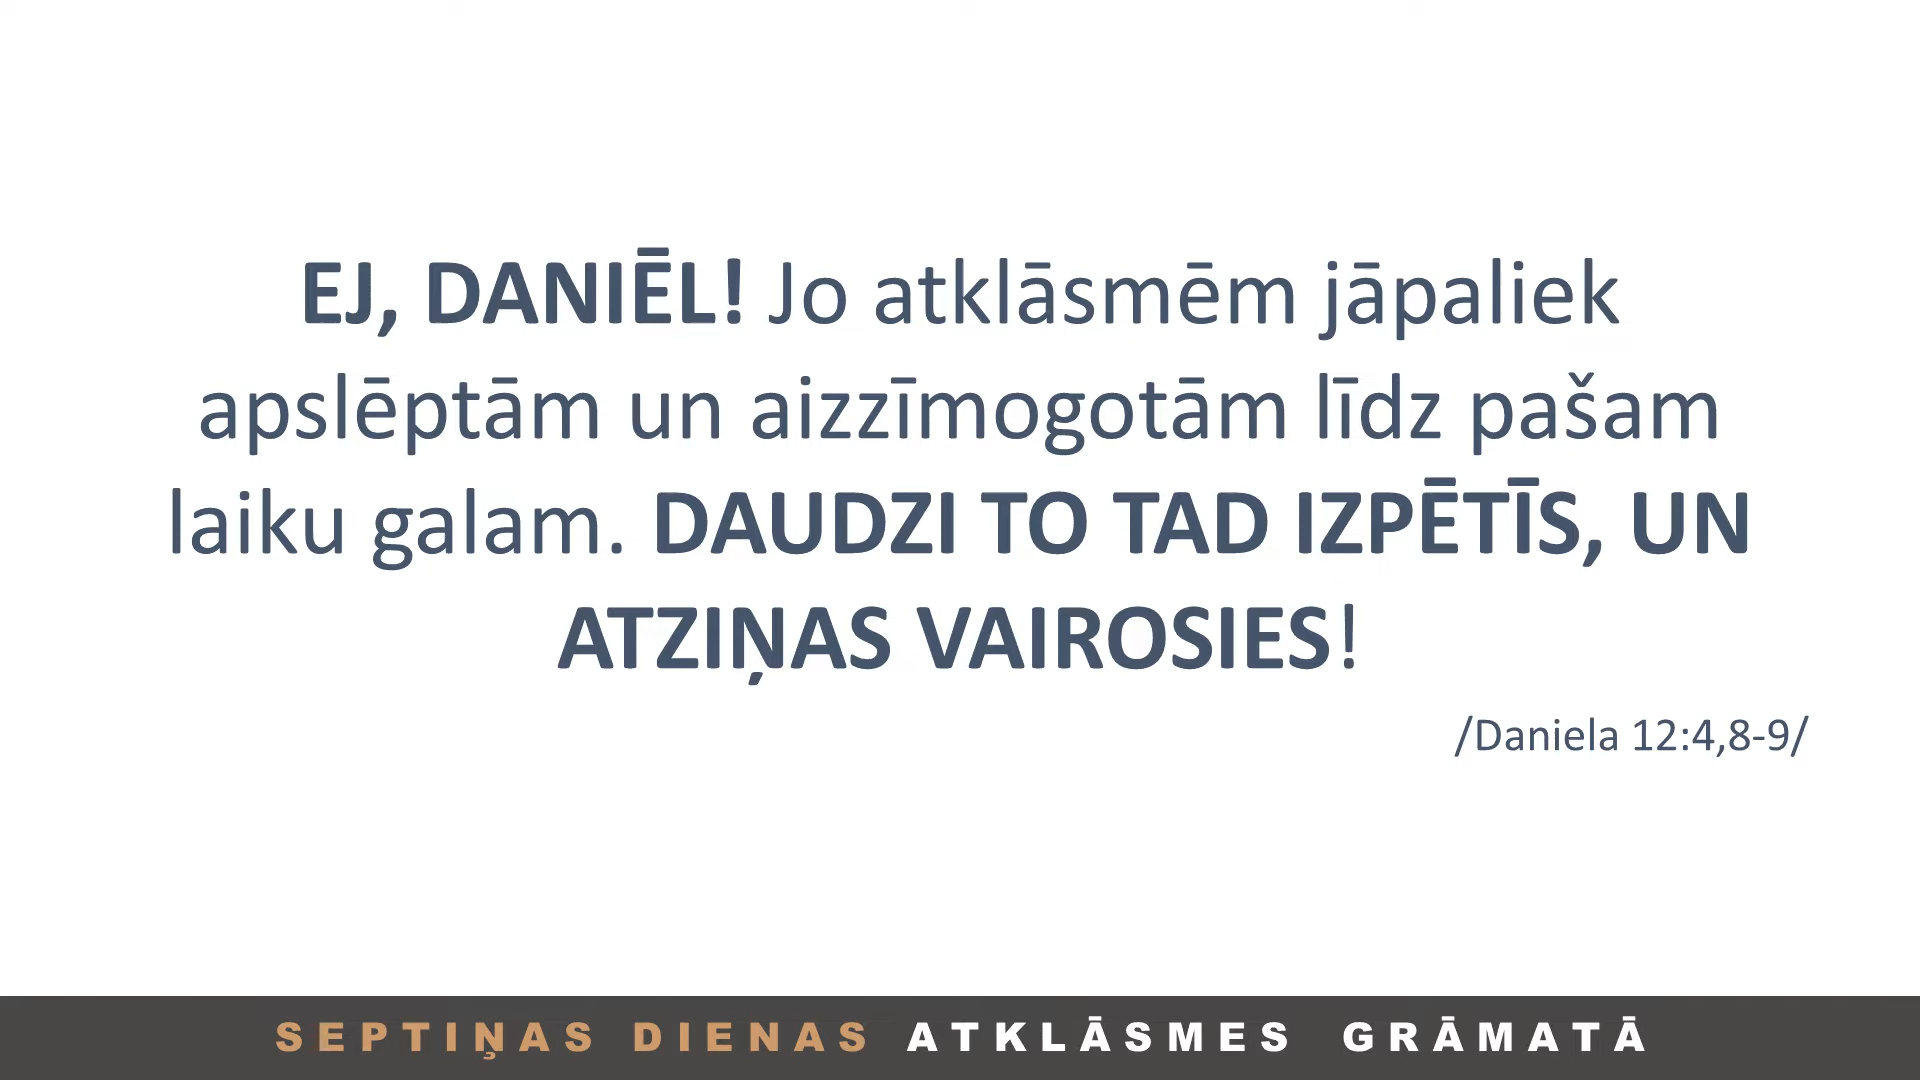 EJ, DANIĒL! Jo atklāsmēm jāpaliek
apslēptām un aizzīmogotām līdz pašam
laiku galam. DAUDZI TO TAD IZPĒTĪS, UN
ATZIŅAS VAIROSIES!
/Daniela 12:4,8-9/
SEPTIŅAS DIENAS ATKLĀSMES GRĀMATĀ